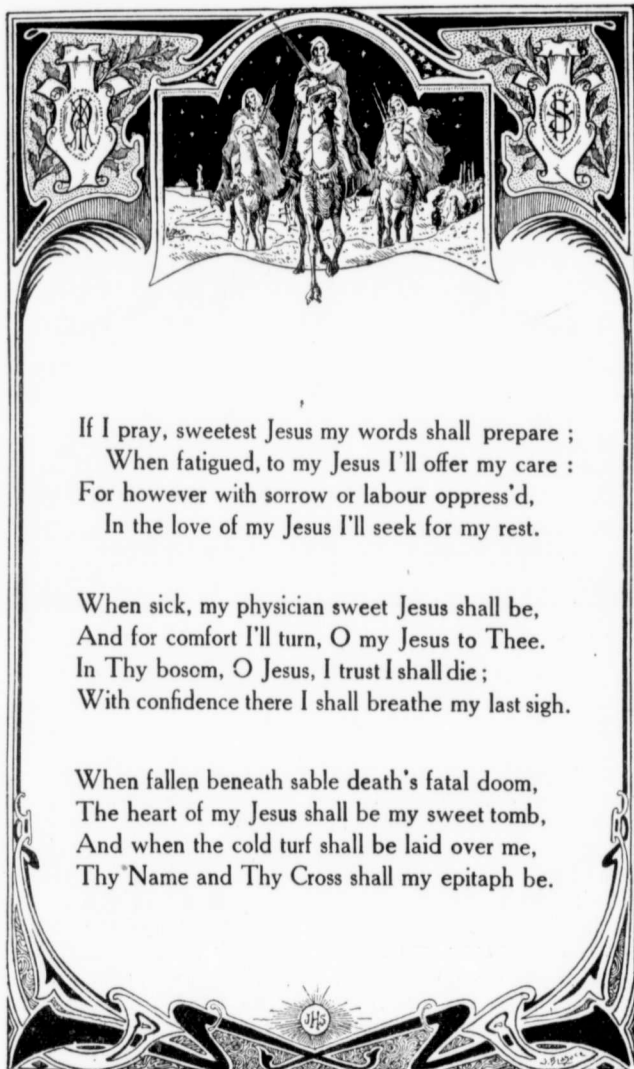 If I pray, sweetest Jesus my words shall prepare ;
When fatigued, to my Jesus I'll offer my care :
For however with sorrow or labour oppress'd,
In the love of my Jesus I'll seek for my rest.
When sick, my physician sweet Jesus shall be,
And for comfort I'll turn, O my Jesus to Thee.
In Thy bosom, O Jesus, I trust I shall die ;
With confidence there I shall breathe my last sigh.
When fallen beneath sable death's fatal doom,
The heart of my Jesus shall be my sweet tomb,
And when the cold turf shall be laid over me,
Thy Name and Thy Cross shall my epitaph be.
JHS